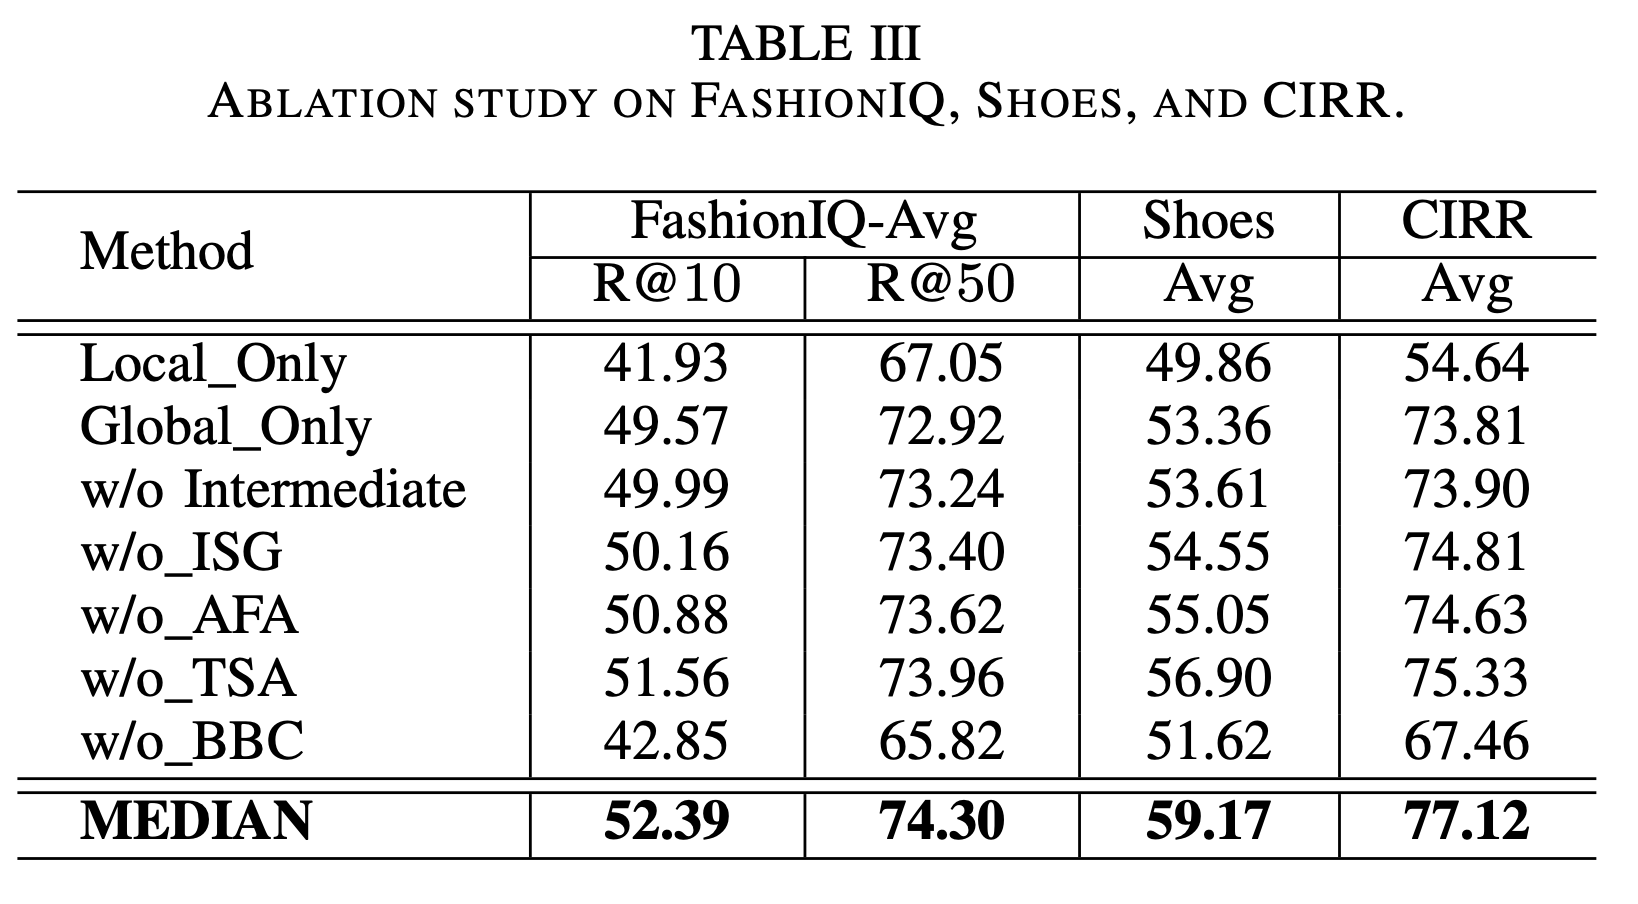 TABLE III
ABLATION STUDY ON FASHIONIQ, SHOES, AND CIRR.
Method FashionIQ-Avg Shoes CIRR
R@10 R@50 Avg Avg
Local_Only 41.93 67.05 49.86 54.64
Global_Only 49.57 72.92 53.36 73.81
w/o Intermediate 49.99 73.24 53.61 73.90
w/o_ISG 50.16 73.40 54.55 74.81
w/o_AFA 50.88 73.62 55.05 74.63
w/o_TSA 51.56 73.96 56.90 75.33
w/o_BBC 42.85 65.82 51.62 67.46
MEDIAN 52.39 74.30 59.17 77.12